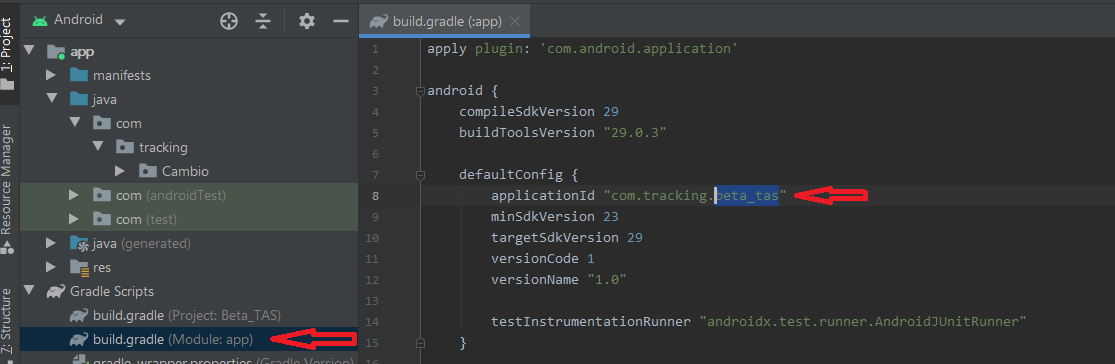 Android
build.gradle (:app)
1: Project
Resource Manager
Z: Structure
app
manifests
java
com
tracking
Cambio
com (androidTest)
com (test)
java (generated)
res
Gradle Scripts
build.gradle (Project: Beta_TAS)
build.gradle (Module: app)
gradle-wrapper.properties (Gradle Version)
1 apply plugin: 'com.android.application'
2
3 android {
4 compileSdkVersion 29
5 buildToolsVersion "29.0.3"
6
7 defaultConfig {
8 applicationId "com.tracking.beta_tas"
9 minSdkVersion 23
10 targetSdkVersion 29
11 versionCode 1
12 versionName "1.0"
13
14 testInstrumentationRunner "androidx.test.runner.AndroidJUnitRunner"
15 }
16